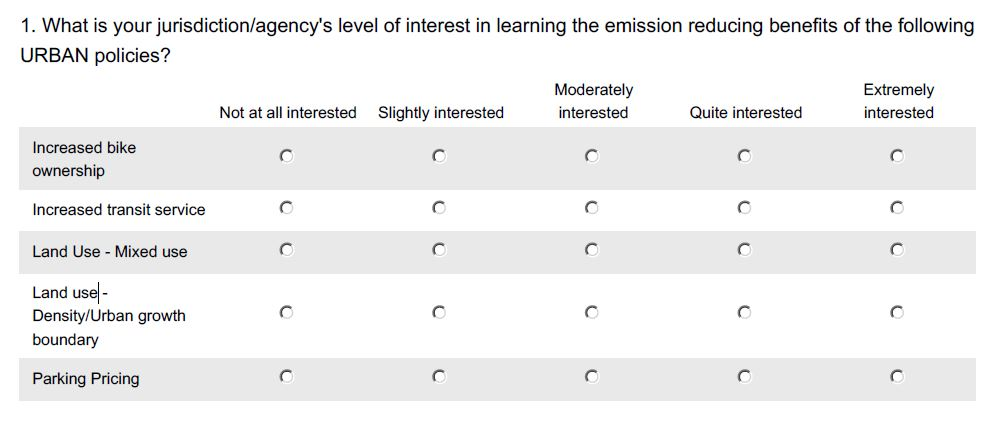 1. What is your jurisdiction/agency's level of interest in learning the emission reducing benefits of the following
URBAN policies?
Not at all interested Slightly interested Moderately interested Quite interested Extremely interested
Increased bike
ownership
Increased transit service
Land Use - Mixed use
Land use -
Density/Urban growth
boundary
Parking Pricing